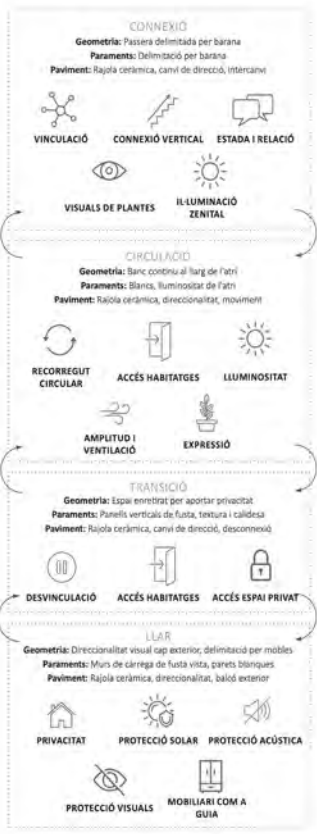 CONNEXIÓ
Geometria: Passera delimitada per barana
Paraments: Delimitació per barana
Paviment: Rajola ceràmica, canvi de direcció, intercanvi
VINCULACIÓ CONNEXIÓ VERTICAL ESTADA I RELACIÓ
VISUALS DE PLANTES IL·LUMINACIÓ
ZENITAL
CIRCULACIÓ
Geometria: Banc continu al llarg de l'atri
Paraments: Blancs, lluminositat de l'atri
Paviment: Rajola ceràmica, direccionalitat, moviment
RECORREGUT
CIRCULAR ACCÉS HABITATGES LLUMINOSITAT
AMPLITUD I
VENTILACIÓ EXPRESSIÓ
TRANSICIÓ
Geometria: Espai enretirat per aportar privacitat
Paraments: Panells verticals de fusta, textura i calidesa
Paviment: Rajola ceràmica, canvi de direcció, desconnexió
DESVINCULACIÓ ACCÉS HABITATGES ACCÉS ESPAI PRIVAT
LLAR
Geometria: Direccionalitat visual cap exterior, delimitació per mobles
Paraments: Murs de càrrega de fusta vista, parets blanques
Paviment: Rajola ceràmica, direccionalitat, balcó exterior
PRIVACITAT PROTECCIÓ SOLAR PROTECCIÓ ACÚSTICA
PROTECCIÓ VISUALS MOBILIARI COM A
GUIA